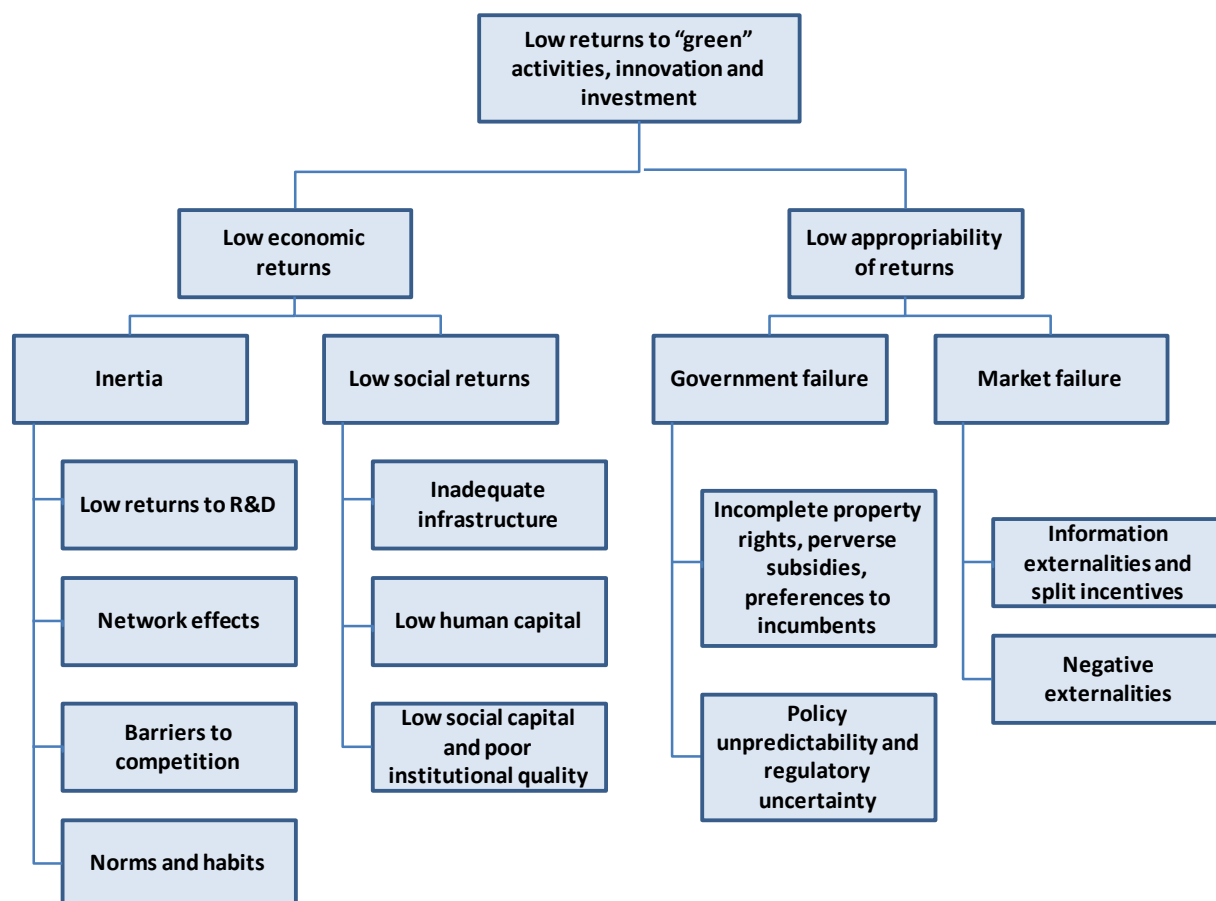 Low returns to “green”
activities, innovation and
investment
Low economic
returns
Low appropriability
of returns
Inertia
Low social returns
Government failure
Market failure
Low returns to R&D
Network effects
Barriers to
competition
Norms and habits
Inadequate
infrastructure
Low human capital
Low social capital
and poor
institutional quality
Incomplete property
rights, perverse
subsidies,
preferences to
incumbents
Policy
unpredictability and
regulatory
uncertainty
Information
externalities and
split incentives
Negative
externalities